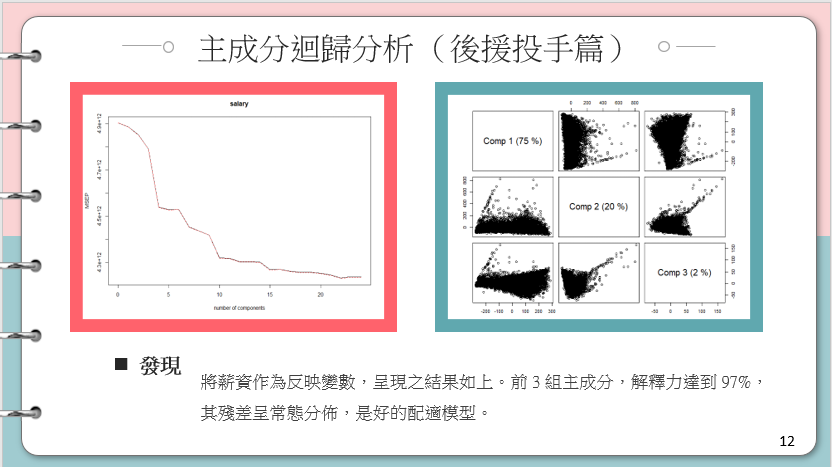 主成分迴歸分析（後援投手篇）
salary
MSEP
4.3e+12 4.5e+12 4.7e+12 4.9e+12
0 5 10 15 20
number of components
0 200 400 600 800
Comp 1 (75 %)
-200 0 100 300
0 200 400 600 800
Comp 2 (20 %)
Comp 3 (2 %)
-50 0 50 100 150
-200 -100 0 100 200 300
-50 0 50 100 150
■ 發現
將薪資作為反映變數，呈現之結果如上。前 3 組主成分，解釋力達到 97%，
其殘差呈常態分佈，是好的配適模型。
12